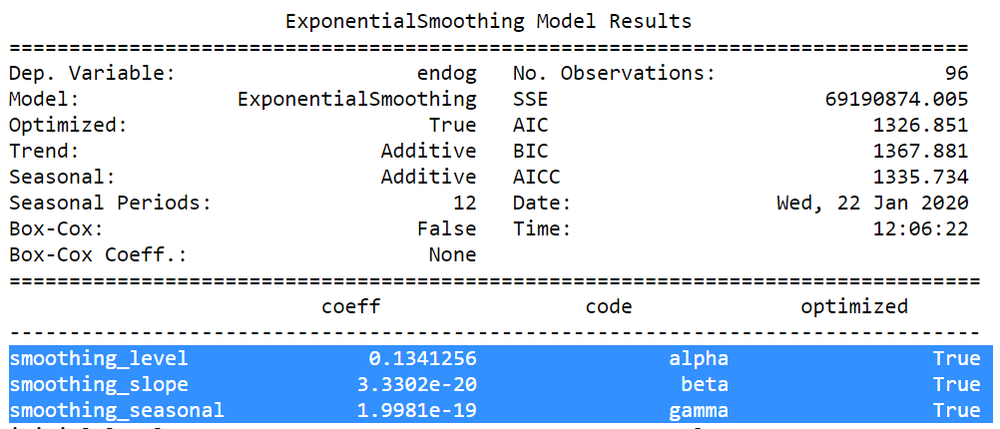 ExponentialSmoothing Model Results
==============================================================================
Dep. Variable: endog No. Observations: 96
Model: ExponentialSmoothing SSE 69190874.005
Optimized: True AIC 1326.851
Trend: Additive BIC 1367.881
Seasonal: Additive AICC 1335.734
Seasonal Periods: 12 Date: Wed, 22 Jan 2020
Box-Cox: False Time: 12:06:22
Box-Cox Coeff.: None
=================================================================================
coeff code optimized
---------------------------------------------------------------------------------
smoothing_level 0.1341256 alpha True
smoothing_slope 3.3302e-20 beta True
smoothing_seasonal 1.9981e-19 gamma True